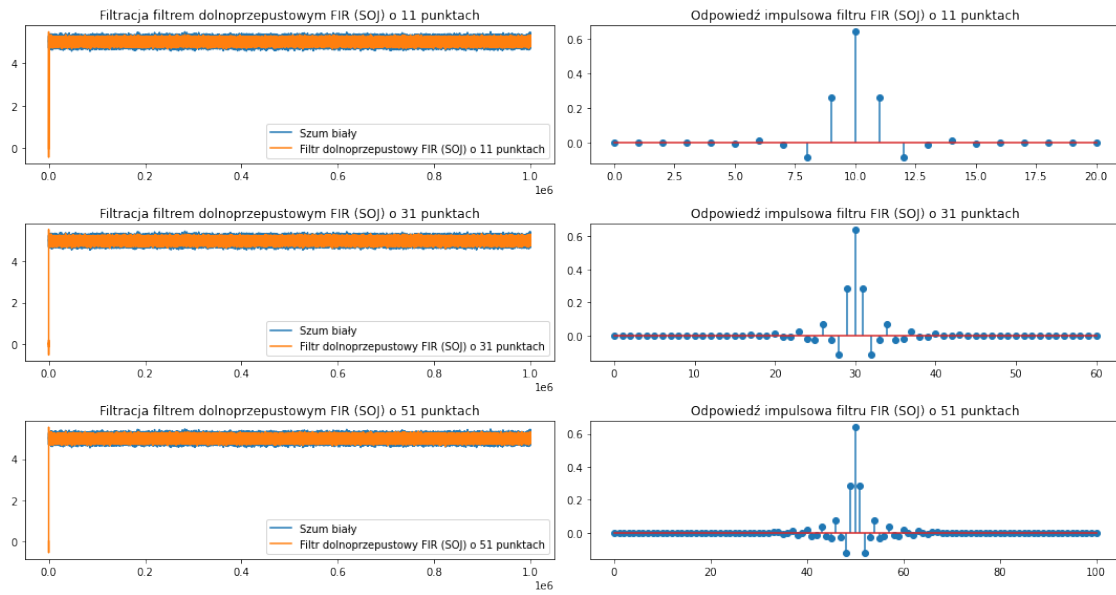 Filtracja filtrem dolnoprzepustowym FIR (SOJ) o 11 punktach
4
2
0
Szum biały
Filtr dolnoprzepustowy FIR (SOJ) o 11 punktach
0.0 0.2 0.4 0.6 0.8 1.0
1e6
Odpowiedź impulsowa filtru FIR (SOJ) o 11 punktach
0.6
0.4
0.2
0.0
0.0 2.5 5.0 7.5 10.0 12.5 15.0 17.5 20.0
Filtracja filtrem dolnoprzepustowym FIR (SOJ) o 31 punktach
4
2
0
Szum biały
Filtr dolnoprzepustowy FIR (SOJ) o 31 punktach
0.0 0.2 0.4 0.6 0.8 1.0
1e6
Odpowiedź impulsowa filtru FIR (SOJ) o 31 punktach
0.6
0.4
0.2
0.0
0 10 20 30 40 50 60
Filtracja filtrem dolnoprzepustowym FIR (SOJ) o 51 punktach
4
2
0
Szum biały
Filtr dolnoprzepustowy FIR (SOJ) o 51 punktach
0.0 0.2 0.4 0.6 0.8 1.0
1e6
Odpowiedź impulsowa filtru FIR (SOJ) o 51 punktach
0.6
0.4
0.2
0.0
0 20 40 60 80 100